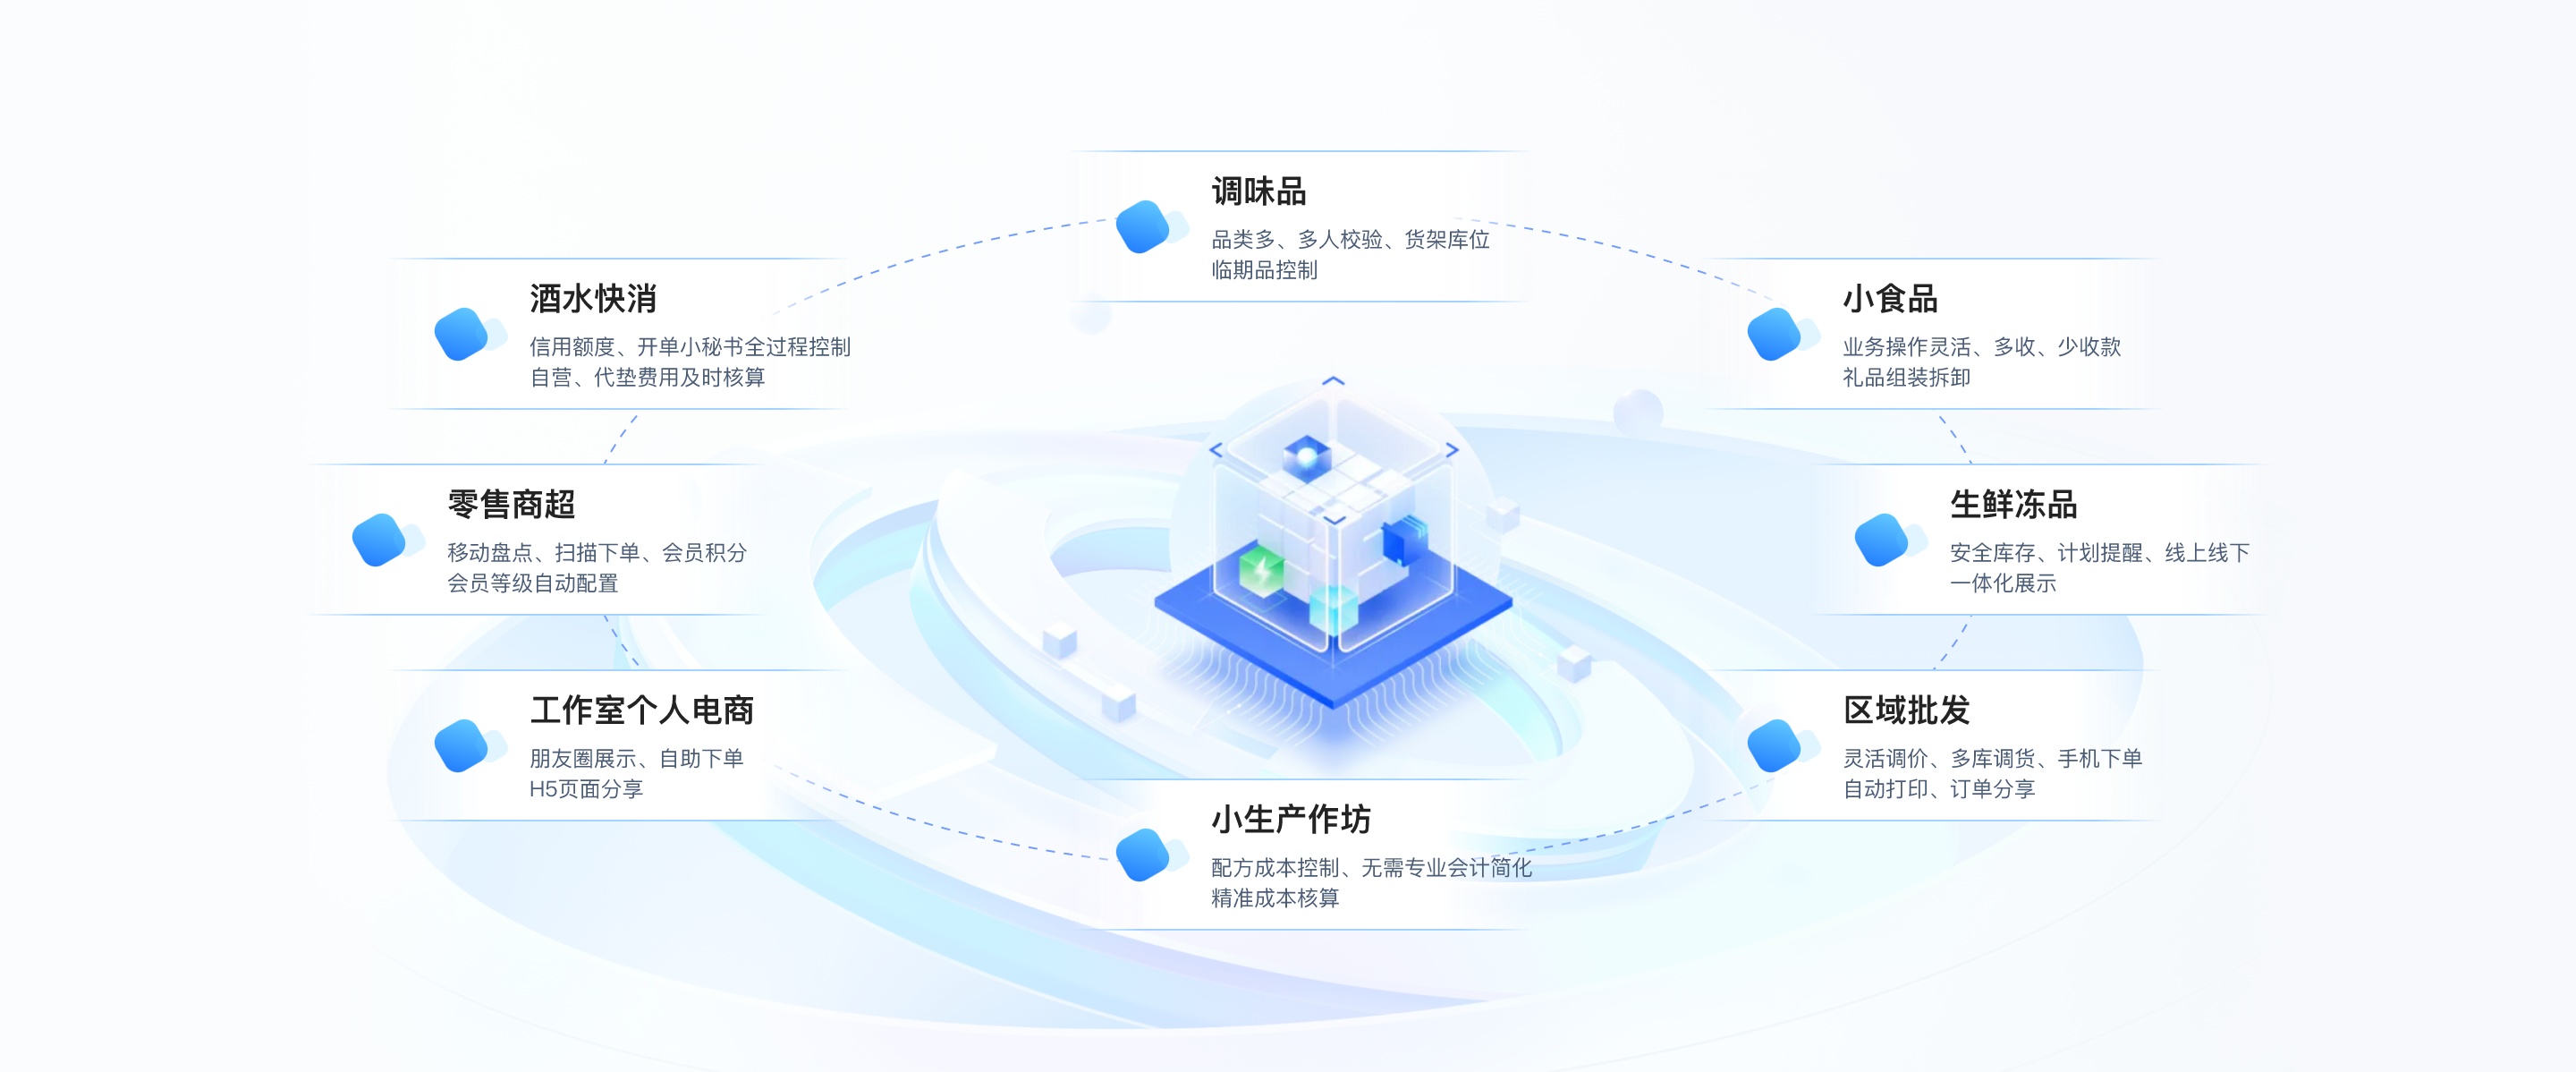 调味品
品类多、多人校验、货架库位
临期品控制
酒水快消
信用额度、开单小秘书全过程控制
自营、代垫费用及时核算
小食品
业务操作灵活、多收、少收款
礼品组装拆卸
零售商超
移动盘点、扫描下单、会员积分
会员等级自动配置
生鲜冻品
安全库存、计划提醒、线上线下
一体化展示
工作室个人电商
朋友圈展示、自助下单
H5页面分享
区域批发
灵活调价、多库调货、手机下单
自动打印、订单分享
小生产作坊
配方成本控制、无需专业会计简化
精准成本核算